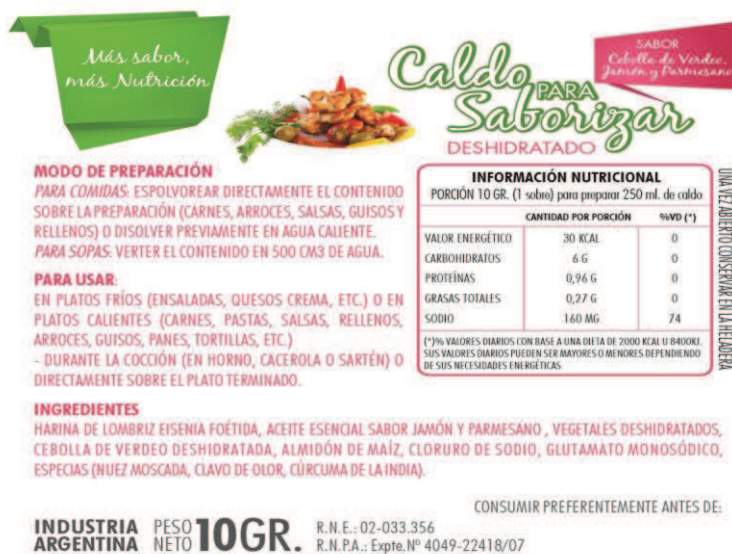 Más sabor,
más Nutrición
Caldo
PARA
Saborizar
DESHIDRATADO
SABOR
Cebolla de Verdeo,
Jamón y Parmesano
MODO DE PREPARACIÓN
PARA COMIDAS: ESPOLVOREAR DIRECTAMENTE EL CONTENIDO
SOBRE LA PREPARACIÓN (CARNES, ARROCES, SALSAS, GUISOS Y
RELLENOS) O DISOLVER PREVIAMENTE EN AGUA CALIENTE.
PARA SOPAS: VERTER EL CONTENIDO EN 500 CM3 DE AGUA.
PARA USAR:
EN PLATOS FRÍOS (ENSALADAS, QUESOS CREMA, ETC.) O EN
PLATOS CALIENTES (CARNES, PASTAS, SALSAS, RELLENOS,
ARROCES, GUISOS, PANES, TORTILLAS, ETC.)
- DURANTE LA COCCIÓN (EN HORNO, CACEROLA O SARTÉN) O
DIRECTAMENTE SOBRE EL PLATO TERMINADO.
INFORMACIÓN NUTRICIONAL
PORCIÓN 10 GR. (1 sobre) para preparar 250 ml. de caldo
CANTIDAD POR PORCIÓN %VD (*)
VALOR ENERGÉTICO 30 KCAL 0
CARBOHIDRATOS 6 G 0
PROTEÍNAS 0,96 G 0
GRASAS TOTALES 0,27 G 0
SODIO 160 MG 74
(*)% VALORES DIARIOS CON BASE A UNA DIETA DE 2000 KCAL U 8400KJ.
SUS VALORES DIARIOS PUEDEN SER MAYORES O MENORES DEPENDIENDO
DE SUS NECESIDADES ENERGÉTICAS
UNA VEZ ABIERTO CONSERVAR EN LA HELADERA
INGREDIENTES
HARINA DE LOMBRIZ EISENIA FOÉTIDA, ACEITE ESENCIAL SABOR JAMÓN Y PARMESANO , VEGETALES DESHIDRATADOS,
CEBOLLA DE VERDEO DESHIDRATADA, ALMIDÓN DE MAÍZ, CLORURO DE SODIO, GLUTAMATO MONOSÓDICO,
ESPECIAS (NUEZ MOSCADA, CLAVO DE OLOR, CÚRCUMA DE LA INDIA).
CONSUMIR PREFERENTEMENTE ANTES DE:
INDUSTRIA
ARGENTINA
PESO
NETO
10GR.
R.N.E.: 02-033.356
R.N.P.A.: Expte.Nº 4049-22418/07